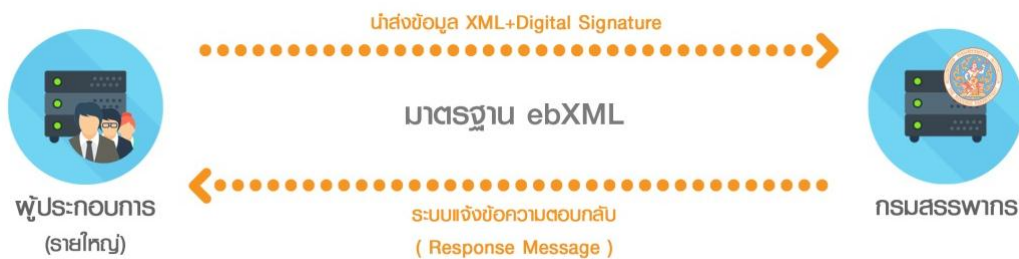 นำส่งข้อมูล XML+Digital Signature
มาตรฐาน ebXML
ผู้ประกอบการ
(รายใหญ่)
ระบบแจ้งข้อความตอบกลับ
( Response Message )
กรมสรรพากร